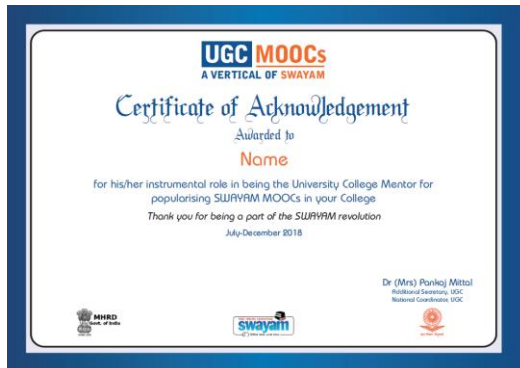 UGC MOOCs
A VERTICAL OF SWAYAM
Certificate of Acknowledgement
Awarded to
Name
for his/her instrumental role in being the University College Mentor for
popularising SWAYAM MOOCs in your College
Thank you for being a part of the SWAYAM revolution
July-December 2018
Dr (Mrs) Pankaj Mittal
Additional Secretary, UGC
National Coordinator, UGC
MHRD
Govt. of India
swayam